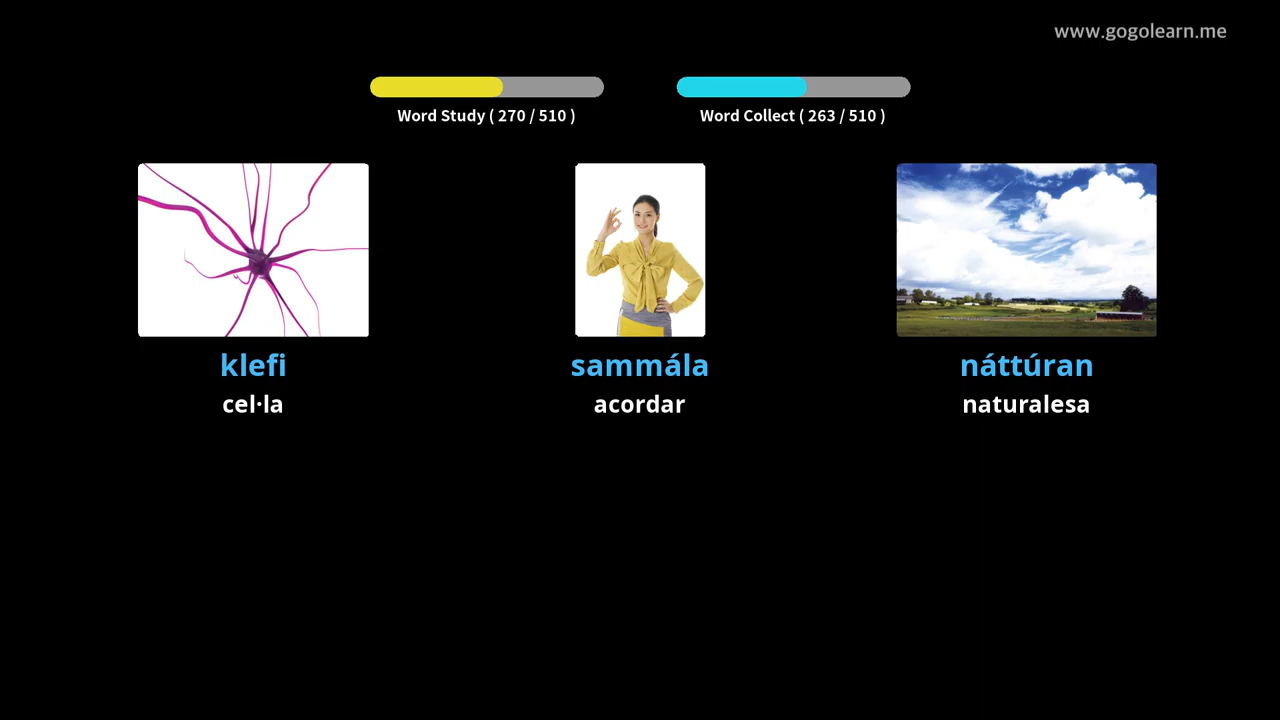 www.gogolearn.me
Word Study ( 270 / 510 )
Word Collect ( 263 / 510 )
klefi
cel·la
sammála
acordar
náttúran
naturalesa